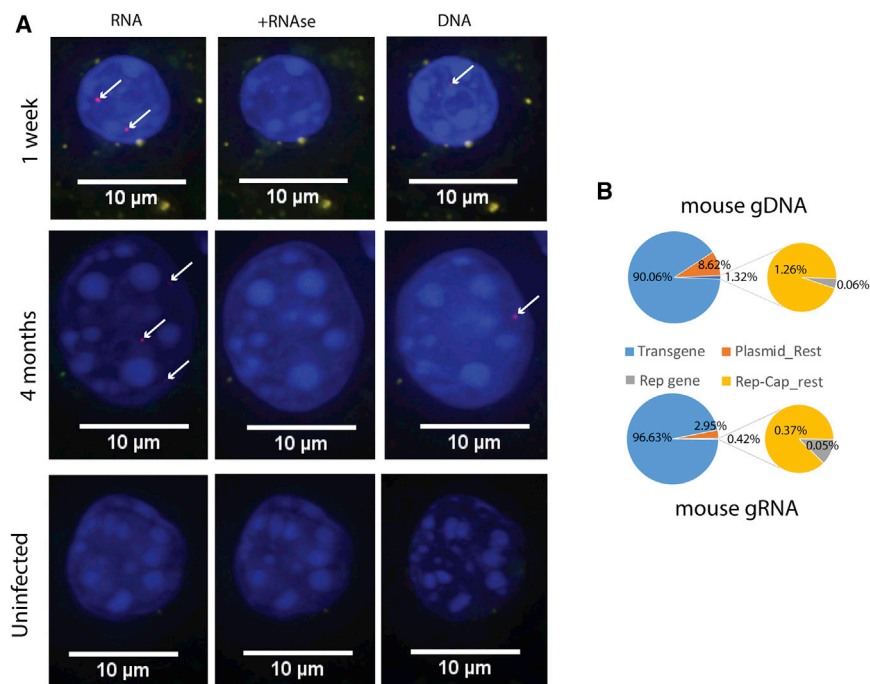 A
RNA
+RNAse
DNA
1 week
10 µm
10 µm
10 µm
4 months
10 µm
10 µm
10 µm
Uninfected
10 µm
10 µm
10 µm
B
mouse gDNA
90.06%
8.62%
1.32%
1.26%
0.06%
Transgene
Plasmid_Rest
Rep gene
Rep-Cap_rest
96.63%
2.95%
0.42%
0.37%
0.05%
mouse gRNA